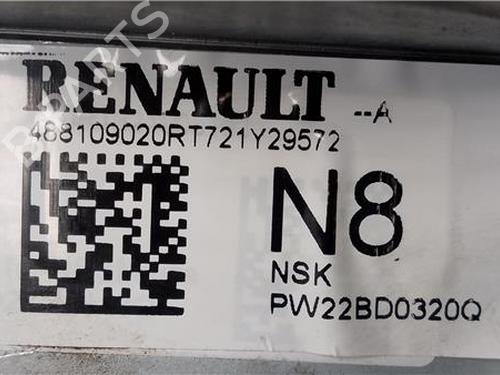 RENAULT --A
488109020RT721Y29572
N8
NSK
PW22BD0320Q